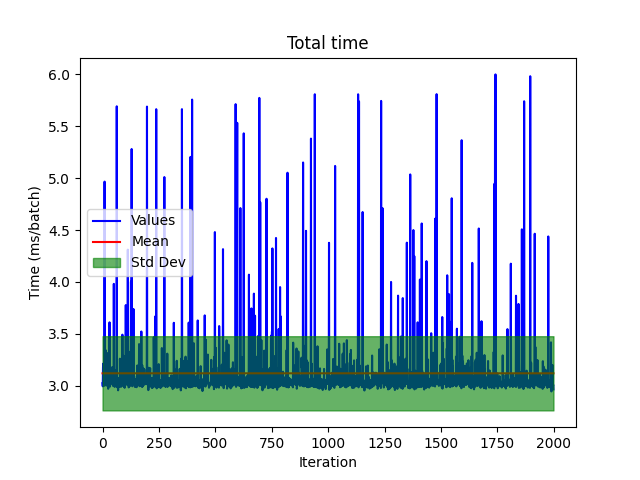 Total time
6.0
5.5
5.0
4.5
4.0
3.5
3.0
Time (ms/batch)
Values
Mean
Std Dev
0 250 500 750 1000 1250 1500 1750 2000
Iteration